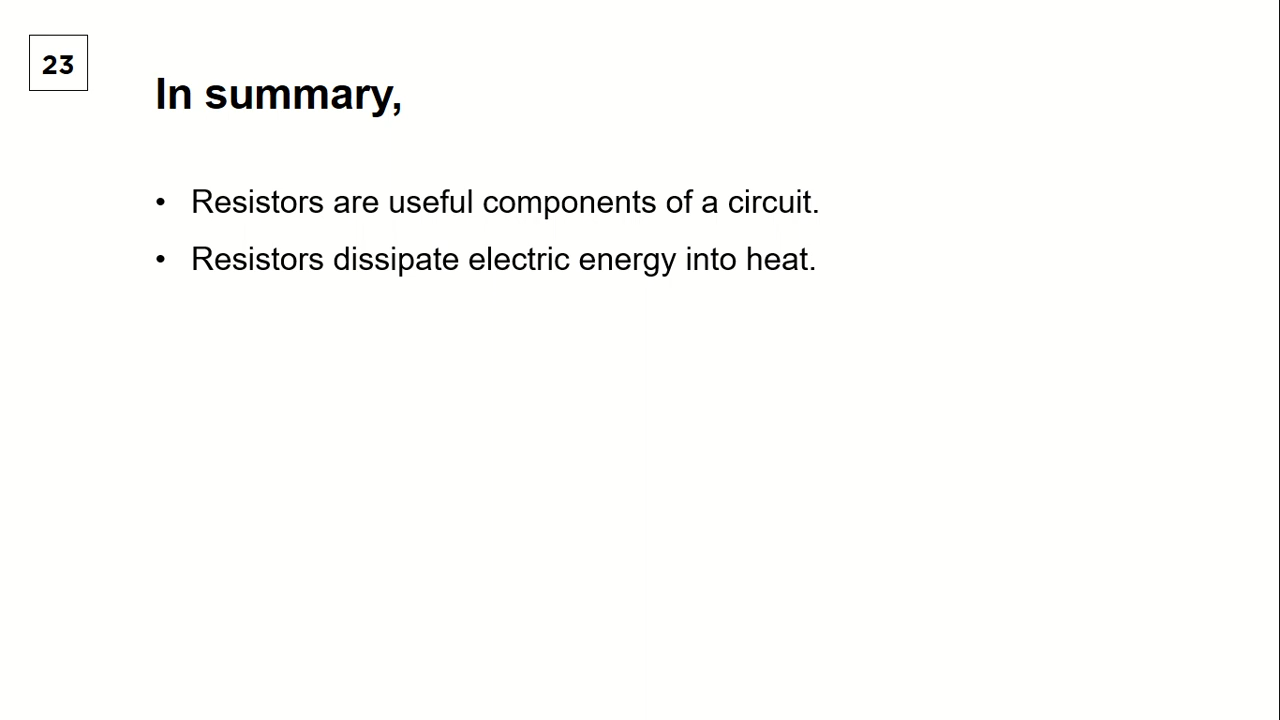 23
In summary,
• Resistors are useful components of a circuit.
• Resistors dissipate electric energy into heat.